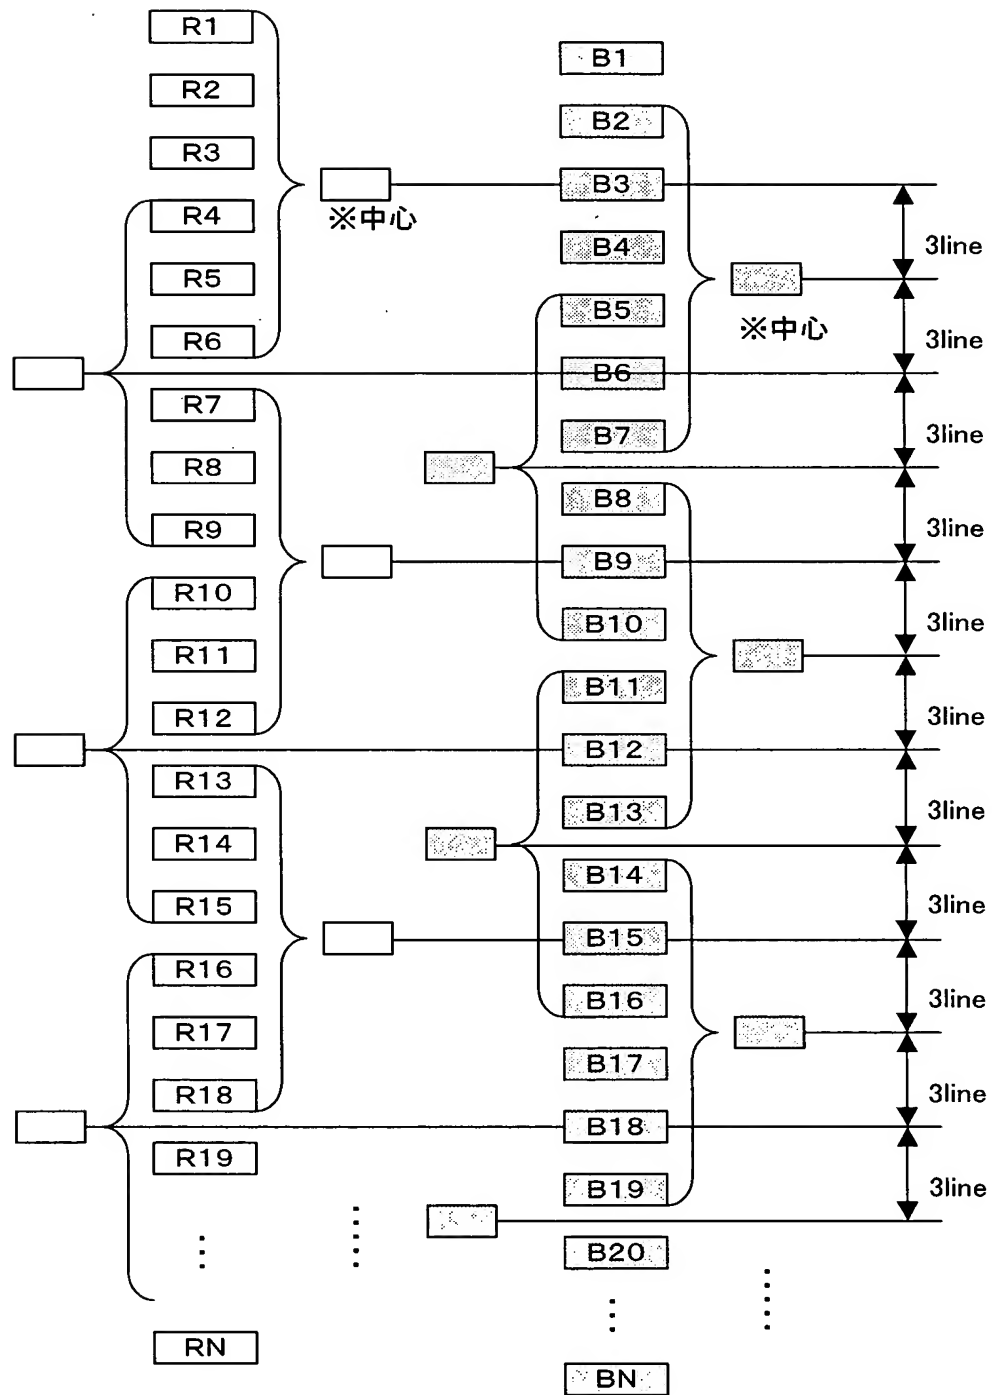 R1
R2
R3
R4
R5
R6
R7
R8
R9
R10
R11
R12
R13
R14
R15
R16
R17
R18
R19
RN
※中心
B1
B2
B3
B4
B5
B6
B7
B8
B9
B10
B11
B12
B13
B14
B15
B16
B17
B18
B19
B20
BN
※中心
3line
3line
3line
3line
3line
3line
3line
3line
3line
3line
3line